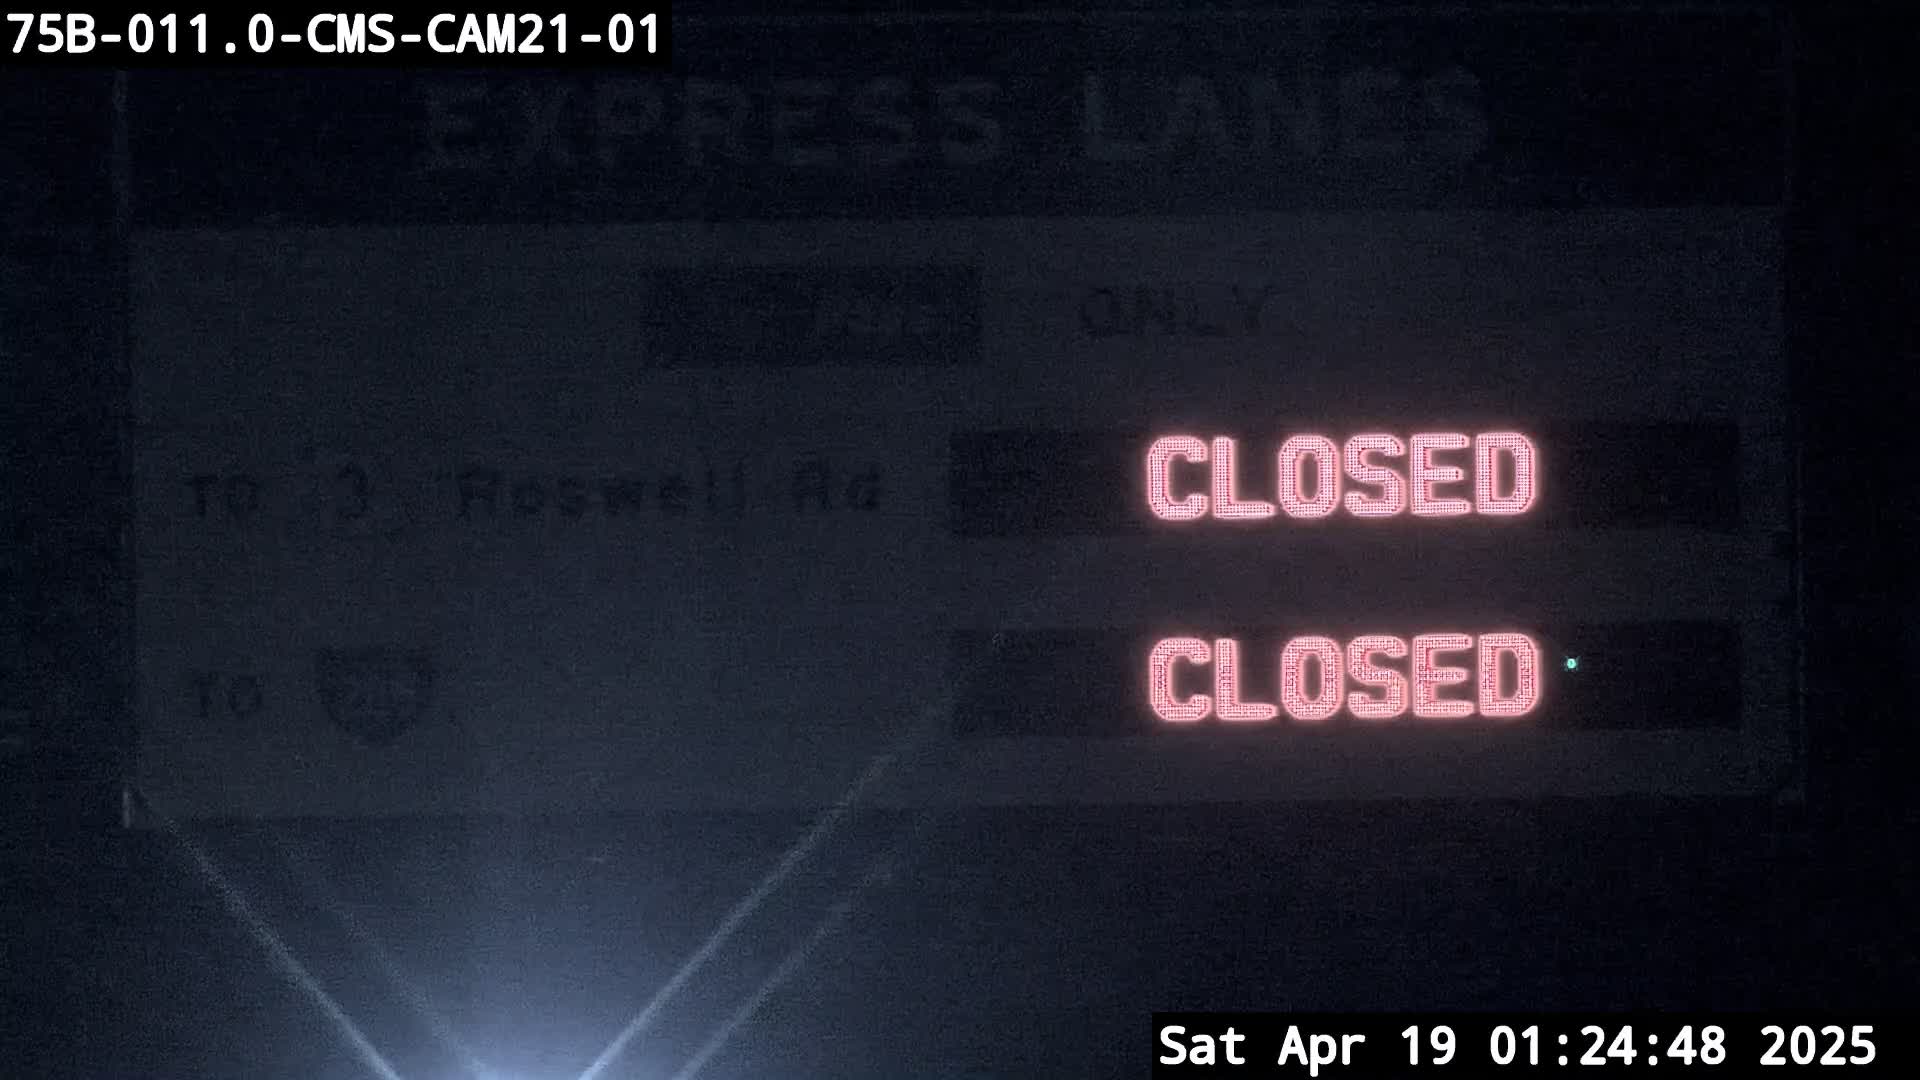 75B-011.0-CMS-CAM21-01
EXPRESS LANES
ONLY
TO Roswell Rd CLOSED
TO CLOSED
Sat Apr 19 01:24:48 2025